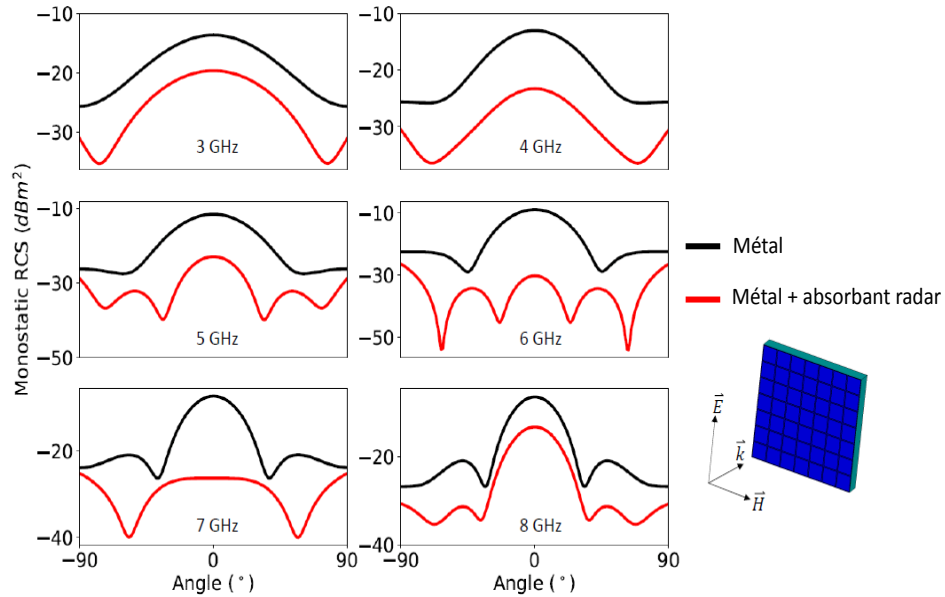 Monostatic RCS (dBm²)
−10
−20
−30
3 GHz
−10
−20
−30
4 GHz
−10
−30
−50
5 GHz
−10
−30
−50
6 GHz
−20
−40
7 GHz
−90
0
90
Angle (°)
−20
−40
8 GHz
−90
0
90
Angle (°)
Métal
Métal + absorbant radar
E
k
H